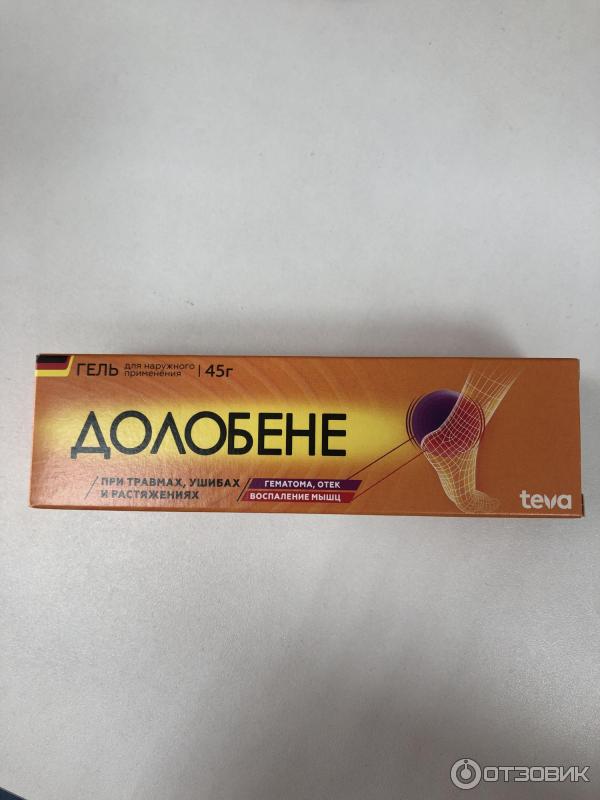 ГЕЛЬ для наружного применения | 45г
ДОЛОБЕНЕ
/ ПРИ ТРАВМАХ, УШИБАХ
И РАСТЯЖЕНИЯХ
ГЕМАТОМА, ОТЕК
ВОСПАЛЕНИЕ МЫШЦ
teva
ОТЗОВИК